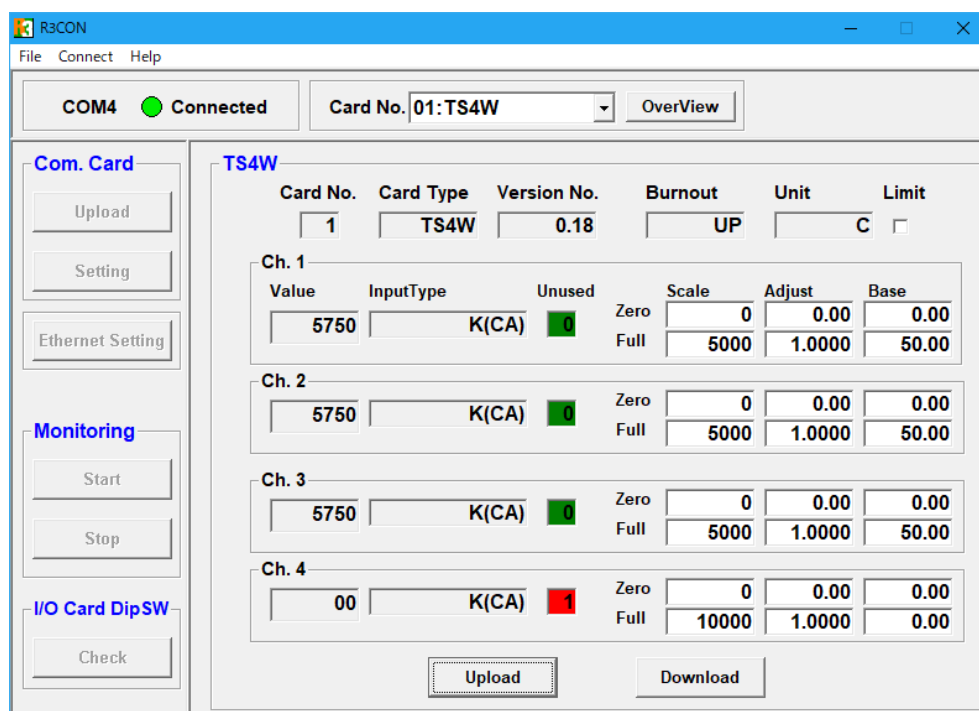 R3CON
File Connect Help
COM4 Connected Card No. 01:TS4W OverView
Com. Card
Upload
Setting
Ethernet Setting
Monitoring
Start
Stop
I/O Card DipSW
Check
TS4W
Card No. Card Type Version No. Burnout Unit Limit
1 TS4W 0.18 UP C
Ch. 1
Value InputType Unused Scale Adjust Base
5750 K(CA) 0
Zero 0 0.00 0.00
Full 5000 1.0000 50.00
Ch. 2
5750 K(CA) 0
Zero 0 0.00 0.00
Full 5000 1.0000 50.00
Ch. 3
5750 K(CA) 0
Zero 0 0.00 0.00
Full 5000 1.0000 50.00
Ch. 4
00 K(CA) 1
Zero 0 0.00 0.00
Full 10000 1.0000 0.00
Upload Download